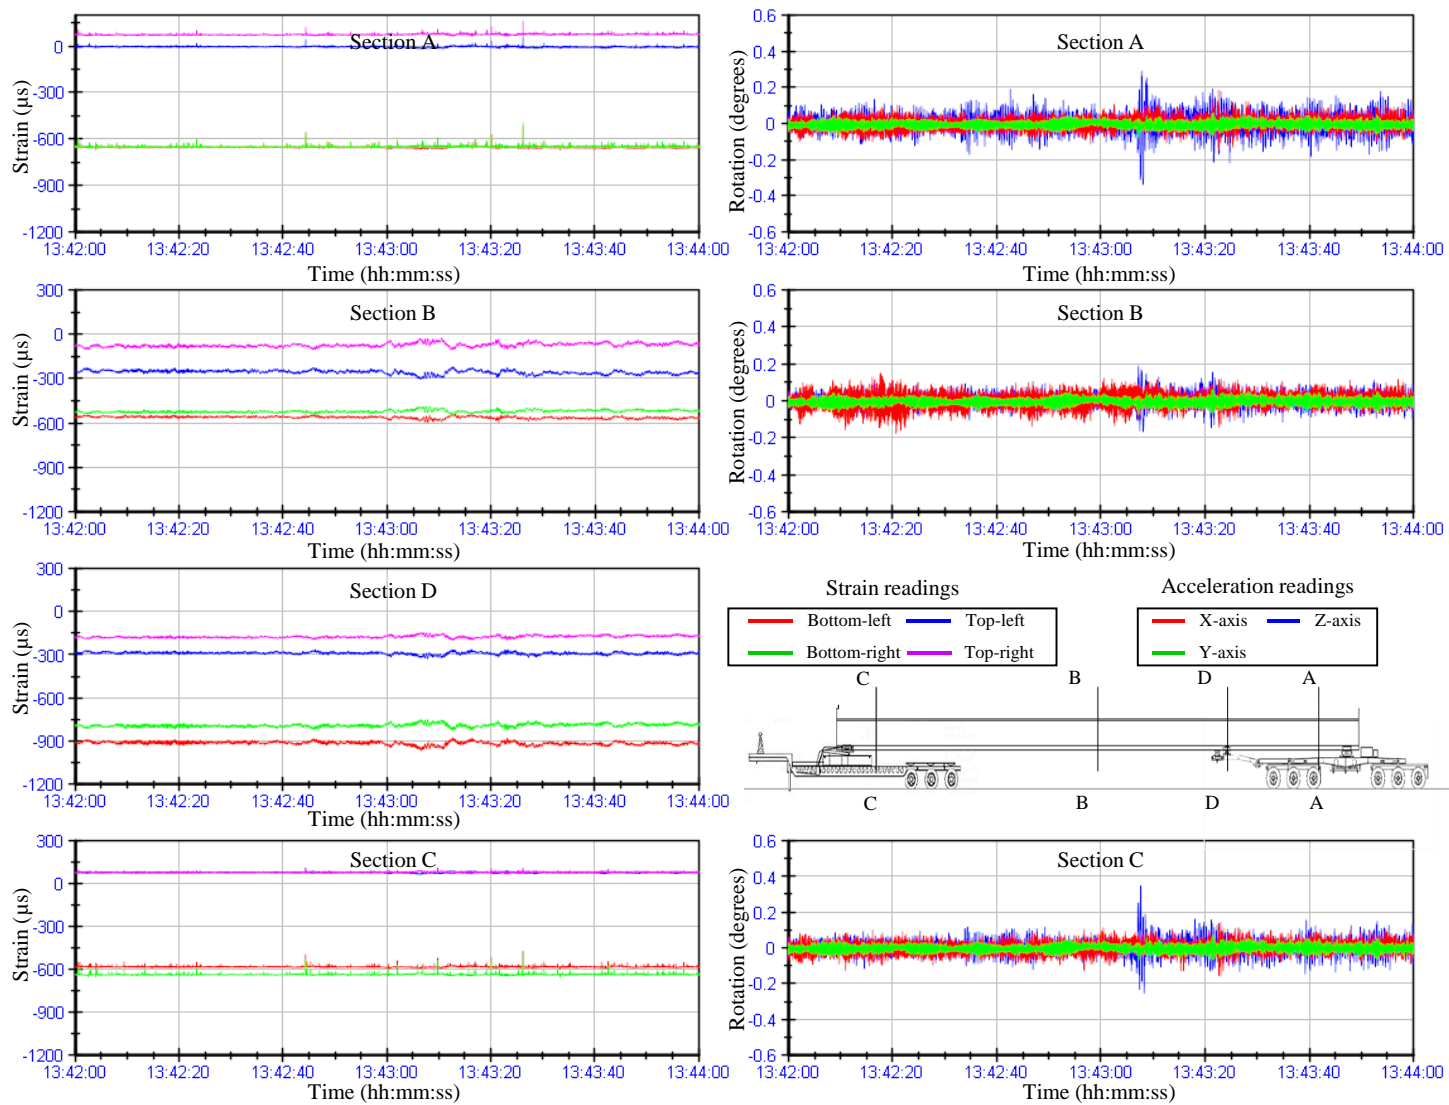 Section A
Strain (μs)
0
-300
-600
-900
-1200
13:42:00 13:42:20 13:42:40 13:43:00 13:43:20 13:43:40 13:44:00
Time (hh:mm:ss)
Section A
Rotation (degrees)
0.6
0.4
0.2
0
-0.2
-0.4
-0.6
13:42:00 13:42:20 13:42:40 13:43:00 13:43:20 13:43:40 13:44:00
Time (hh:mm:ss)
Section B
Strain (μs)
300
0
-300
-600
-900
-1200
13:42:00 13:42:20 13:42:40 13:43:00 13:43:20 13:43:40 13:44:00
Time (hh:mm:ss)
Section B
Rotation (degrees)
0.6
0.4
0.2
0
-0.2
-0.4
-0.6
13:42:00 13:42:20 13:42:40 13:43:00 13:43:20 13:43:40 13:44:00
Time (hh:mm:ss)
Section D
Strain (μs)
300
0
-300
-600
-900
-1200
13:42:00 13:42:20 13:42:40 13:43:00 13:43:20 13:43:40 13:44:00
Time (hh:mm:ss)
Strain readings
Bottom-left Top-left
Bottom-right Top-right
Acceleration readings
X-axis Z-axis
Y-axis
C B D A
C B D A
Section C
Strain (μs)
300
0
-300
-600
-900
-1200
13:42:00 13:42:20 13:42:40 13:43:00 13:43:20 13:43:40 13:44:00
Time (hh:mm:ss)
Section C
Rotation (degrees)
0.6
0.4
0.2
0
-0.2
-0.4
-0.6
13:42:00 13:42:20 13:42:40 13:43:00 13:43:20 13:43:40 13:44:00
Time (hh:mm:ss)